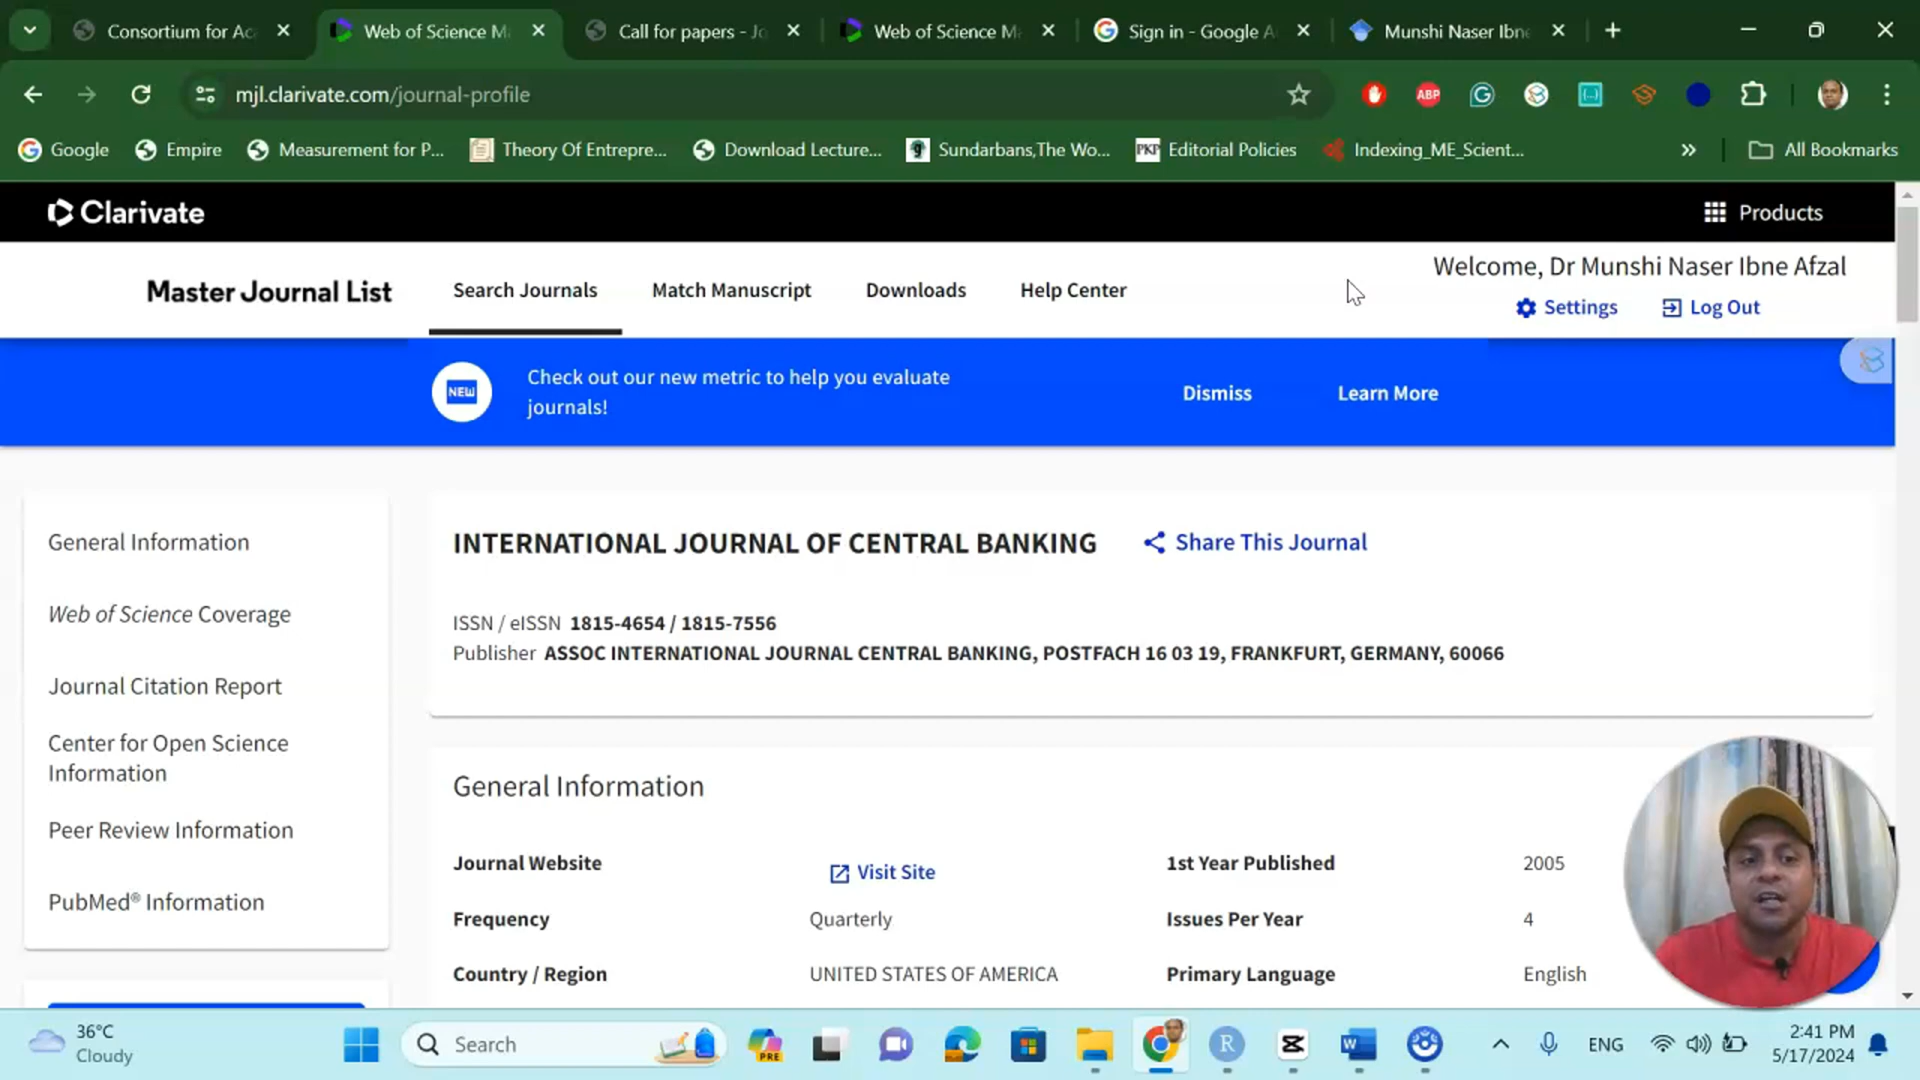 Consortium for Ac
Web of Science M
Call for papers - Jo
Web of Science M
Sign in - Google A
Munshi Naser Ibne
mjl.clarivate.com/journal-profile
ABP
Google
Empire
Measurement for P...
Theory Of Entrepre...
Download Lecture...
Sundarbans,The Wo...
PKP
Editorial Policies
Indexing_ME_Scient...
All Bookmarks
Clarivate
Products
Master Journal List
Search Journals
Match Manuscript
Downloads
Help Center
Welcome, Dr Munshi Naser Ibne Afzal
Settings
Log Out
NEW
Check out our new metric to help you evaluate
journals!
Dismiss
Learn More
General Information
Web of Science Coverage
Journal Citation Report
Center for Open Science
Information
Peer Review Information
PubMed® Information
INTERNATIONAL JOURNAL OF CENTRAL BANKING
Share This Journal
ISSN / eISSN 1815-4654 / 1815-7556
Publisher ASSOC INTERNATIONAL JOURNAL CENTRAL BANKING, POSTFACH 16 03 19, FRANKFURT, GERMANY, 60066
General Information
Journal Website
Visit Site
1st Year Published
2005
Frequency
Quarterly
Issues Per Year
4
Country / Region
UNITED STATES OF AMERICA
Primary Language
English
36°C
Cloudy
Search
PRE
R
W
ENG
2:41 PM
5/17/2024